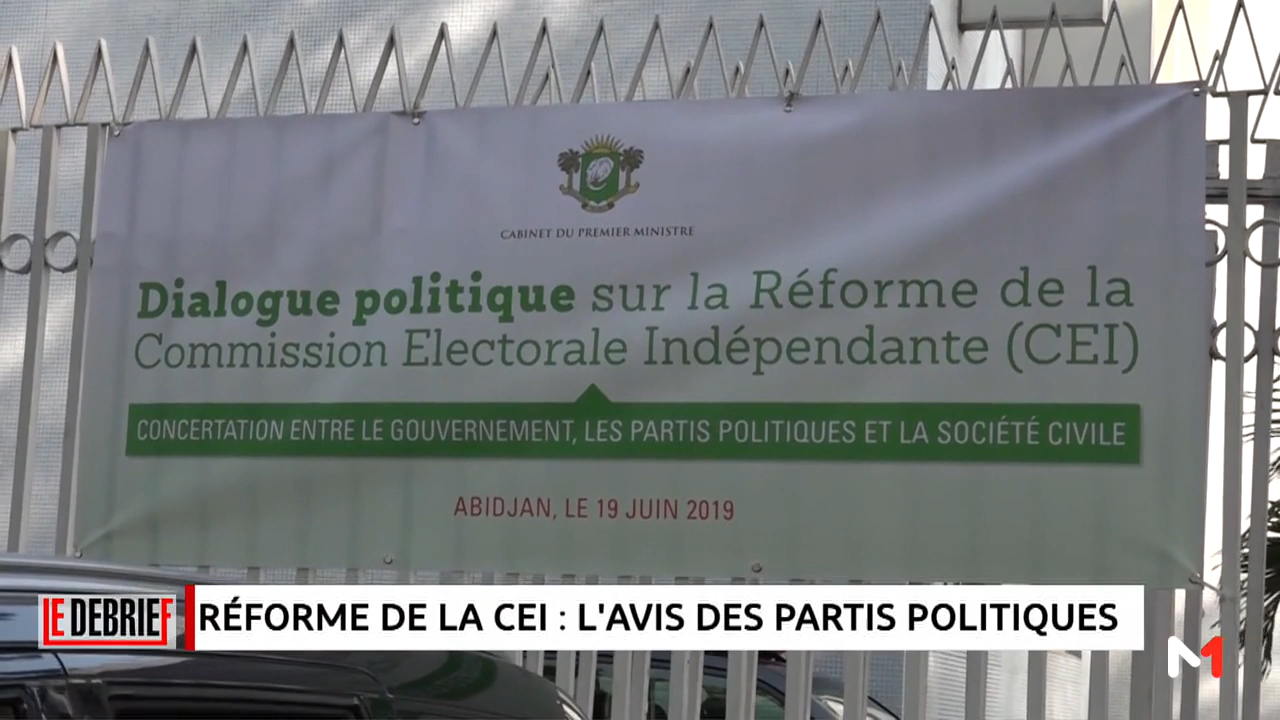 CABINET DU PREMIER MINISTRE
Dialogue politique sur la Réforme de la
Commission Electorale Indépendante (CEI)
CONCERTATION ENTRE LE GOUVERNEMENT, LES PARTIS POLITIQUES ET LA SOCIÉTÉ CIVILE
ABIDJAN, LE 19 JUIN 2019
LE DEBRIEF
RÉFORME DE LA CEI : L'AVIS DES PARTIS POLITIQUES
M1